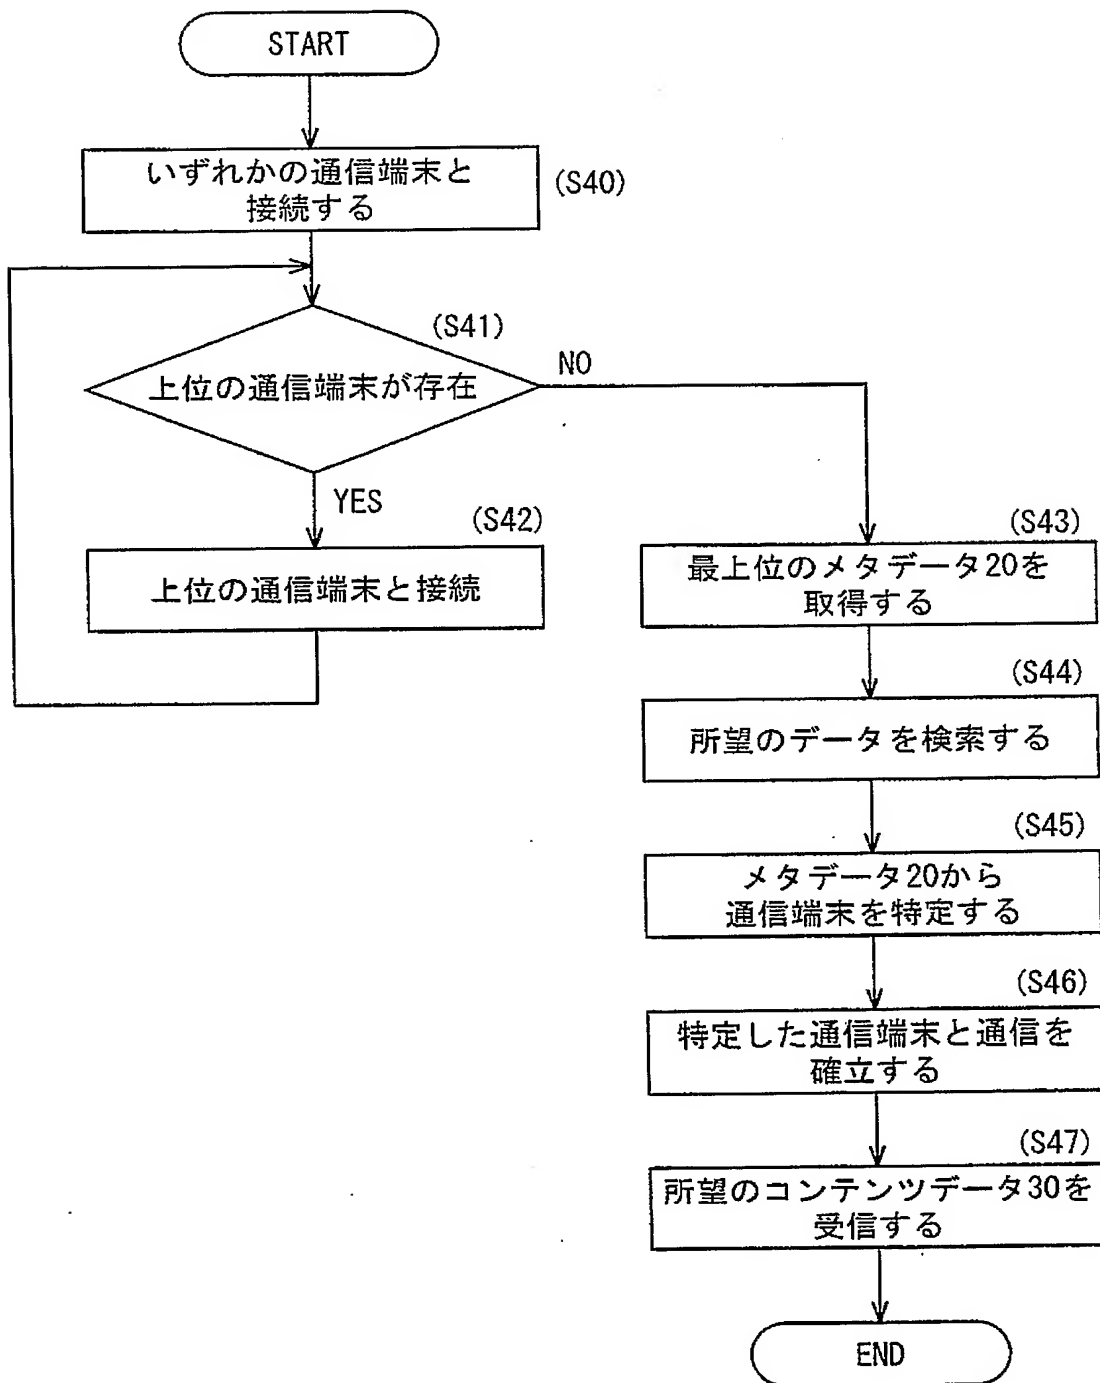 START
いずれかの通信端末と
接続する
(S40)
(S41)
上位の通信端末が存在
NO
YES
(S42)
上位の通信端末と接続
(S43)
最上位のメタデータ20を
取得する
(S44)
所望のデータを検索する
(S45)
メタデータ20から
通信端末を特定する
(S46)
特定した通信端末と通信を
確立する
(S47)
所望のコンテンツデータ30を
受信する
END